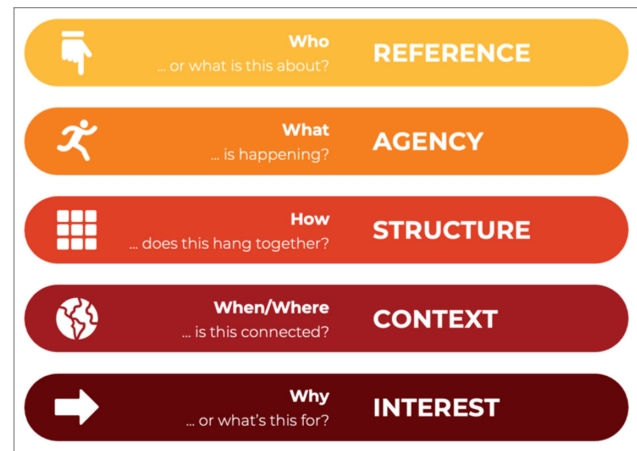 Who
... or what is this about?
REFERENCE
What
... is happening?
AGENCY
How
... does this hang together?
STRUCTURE
When/Where
... is this connected?
CONTEXT
Why
... or what's this for?
INTEREST